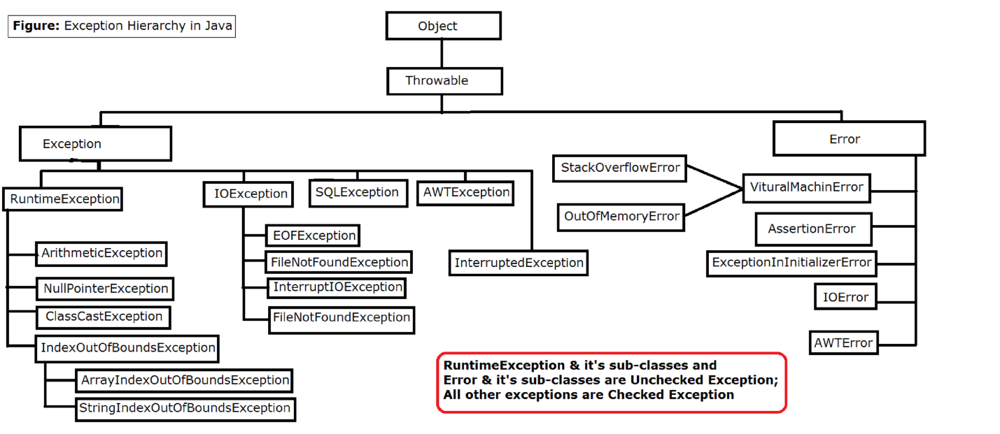 Figure: Exception Hierarchy in Java
Object
Throwable
Exception
Error
RuntimeException
IOException
SQLException
AWTException
StackOverflowError
VituralMachinError
OutOfMemoryError
AssertionError
ArithmeticException
EOFException
FileNotFoundException
InterruptedException
ExceptionInInitializerError
NullPointerException
InterruptIOException
IOError
ClassCastException
FileNotFoundException
IndexOutOfBoundsException
AWTError
ArrayIndexOutOfBoundsException
StringIndexOutOfBoundsException
RuntimeException & it's sub-classes and
Error & it's sub-classes are Unchecked Exception;
All other exceptions are Checked Exception